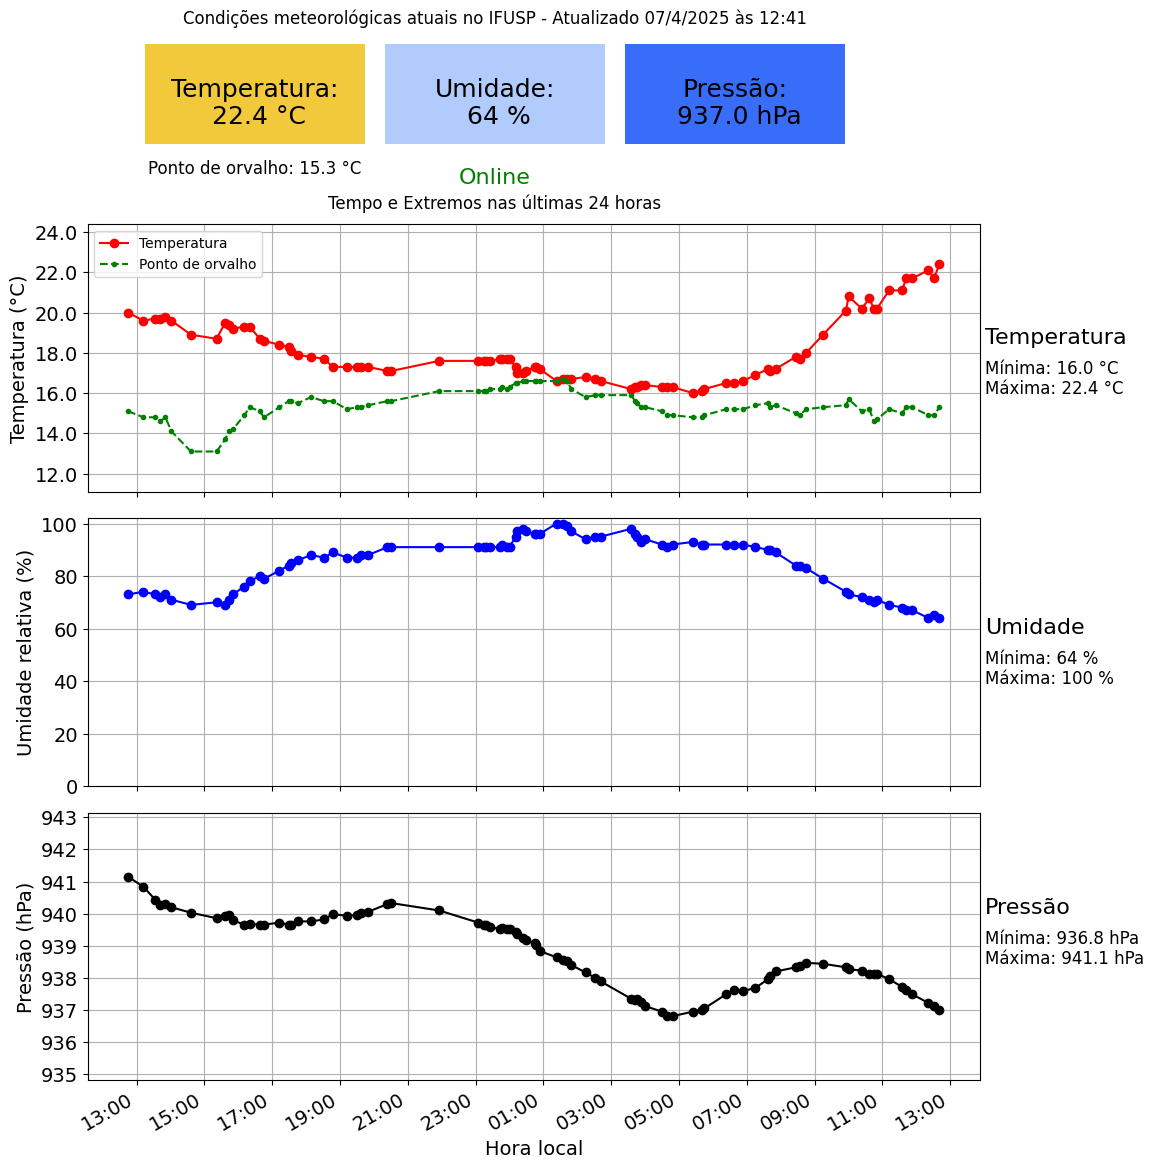 Condições meteorológicas atuais no IFUSP - Atualizado 07/4/2025 às 12:41
Temperatura:
22.4 °C
Umidade:
64 %
Pressão:
937.0 hPa
Ponto de orvalho: 15.3 °C
Online
Tempo e Extremos nas últimas 24 horas
Temperatura (°C)
24.0
22.0
20.0
18.0
16.0
14.0
12.0
Temperatura
Ponto de orvalho
Temperatura
Mínima: 16.0 °C
Máxima: 22.4 °C
Umidade relativa (%)
100
80
60
40
20
0
Umidade
Mínima: 64 %
Máxima: 100 %
Pressão (hPa)
943
942
941
940
939
938
937
936
935
Pressão
Mínima: 936.8 hPa
Máxima: 941.1 hPa
13:00 15:00 17:00 19:00 21:00 23:00 01:00 03:00 05:00 07:00 09:00 11:00 13:00
Hora local